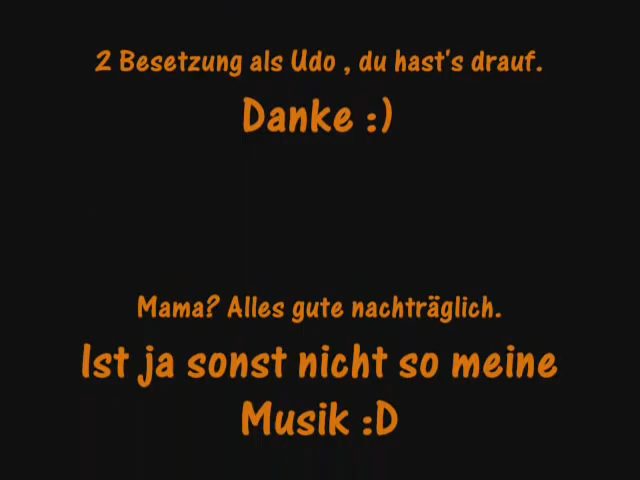 2 Besetzung als Udo , du hast's drauf.
Danke :)
Mama? Alles gute nachträglich.
Ist ja sonst nicht so meine
Musik :D